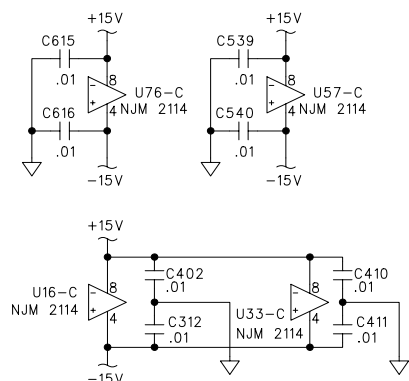 +15V
C615
.01
8
U76-C
4
NJM 2114
C616
.01
-15V
+15V
C539
.01
8
U57-C
4
NJM 2114
C540
.01
-15V
+15V
C402
.01
8
U16-C
NJM 2114
4
C312
.01
-15V
8
U33-C
4
NJM 2114
C410
.01
C411
.01